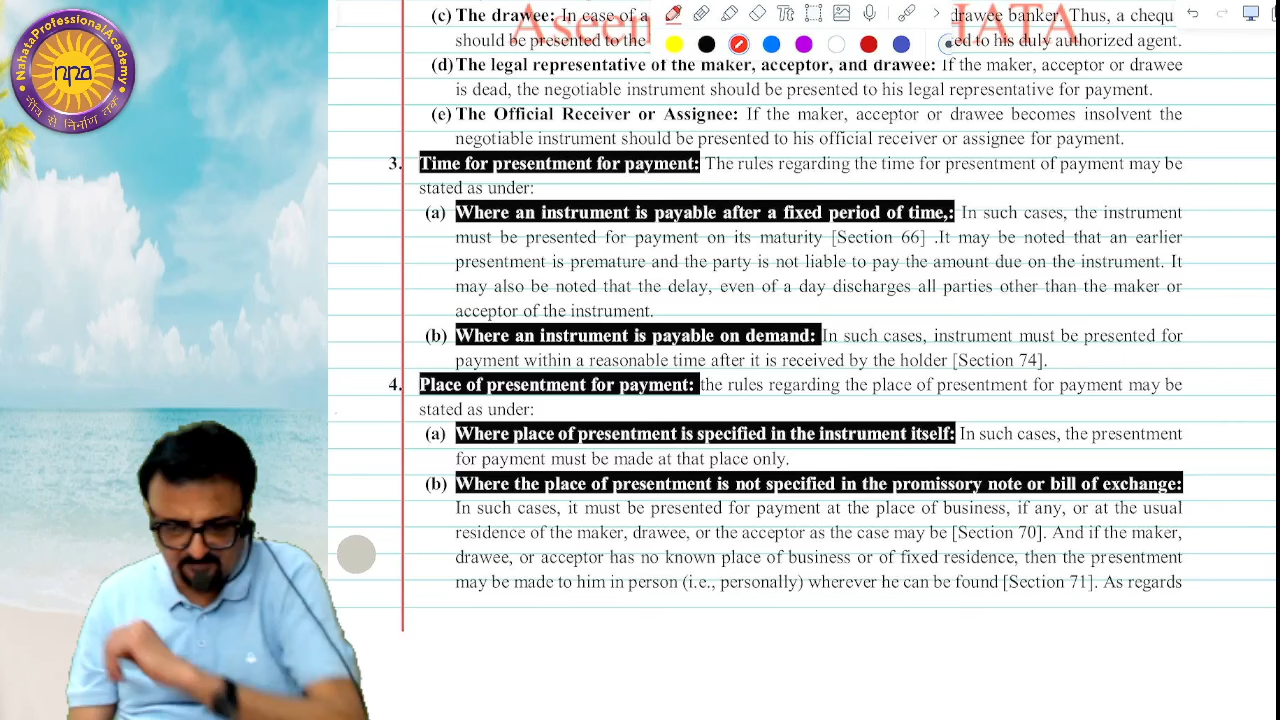 NahataProfessionalAcademy
npa
नींव से निर्माण तक
Aseem
ATA
(c) The drawee: In case of a
drawee banker. Thus, a chequ
should be presented to the
ed to his duly authorized agent.
(d) The legal representative of the maker, acceptor, and drawee: If the maker, acceptor or drawee
is dead, the negotiable instrument should be presented to his legal representative for payment.
(e) The Official Receiver or Assignee: If the maker, acceptor or drawee becomes insolvent the
negotiable instrument should be presented to his official receiver or assignee for payment.
3. Time for presentment for payment: The rules regarding the time for presentment of payment may be
stated as under:
(a) Where an instrument is payable after a fixed period of time,: In such cases, the instrument
must be presented for payment on its maturity [Section 66] .It may be noted that an earlier
presentment is premature and the party is not liable to pay the amount due on the instrument. It
may also be noted that the delay, even of a day discharges all parties other than the maker or
acceptor of the instrument.
(b) Where an instrument is payable on demand: In such cases, instrument must be presented for
payment within a reasonable time after it is received by the holder [Section 74].
4. Place of presentment for payment: the rules regarding the place of presentment for payment may be
stated as under:
(a) Where place of presentment is specified in the instrument itself: In such cases, the presentment
for payment must be made at that place only.
(b) Where the place of presentment is not specified in the promissory note or bill of exchange:
In such cases, it must be presented for payment at the place of business, if any, or at the usual
residence of the maker, drawee, or the acceptor as the case may be [Section 70]. And if the maker,
drawee, or acceptor has no known place of business or of fixed residence, then the presentment
may be made to him in person (i.e., personally) wherever he can be found [Section 71]. As regards